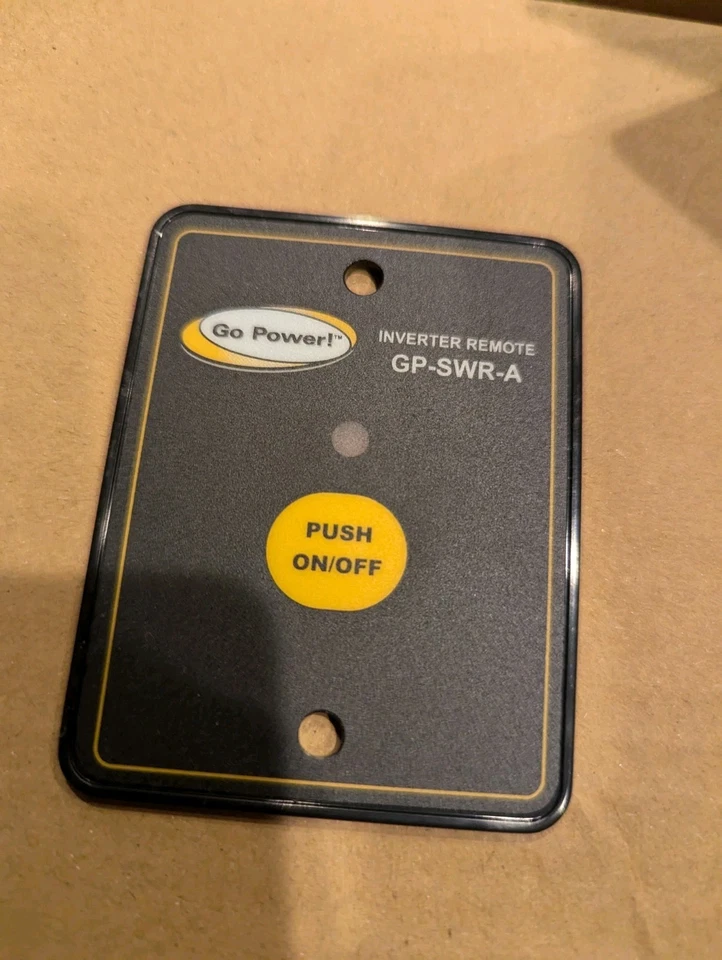 Go Power!™
INVERTER REMOTE
GP-SWR-A
PUSH
ON/OFF